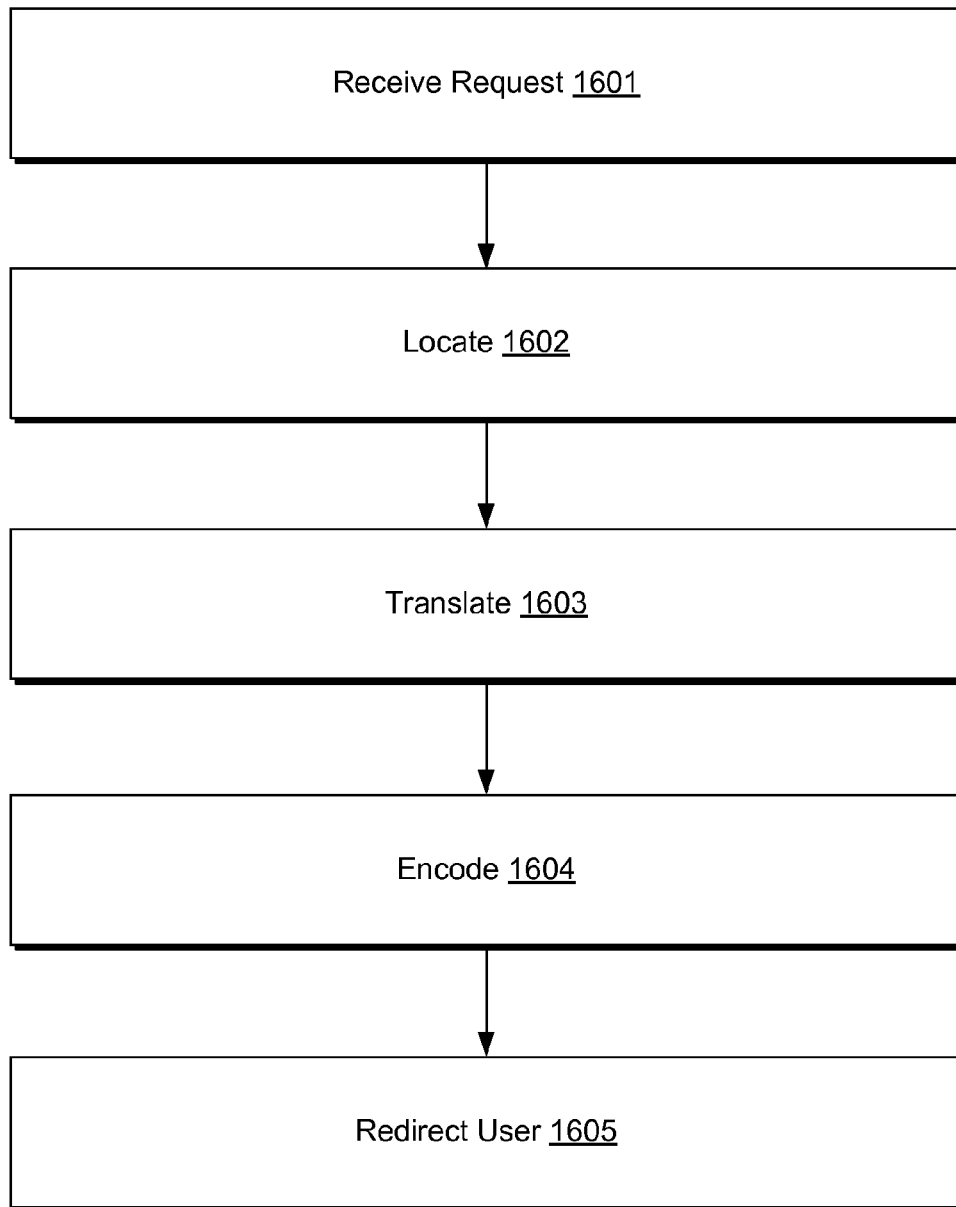 Receive Request 1601
Locate 1602
Translate 1603
Encode 1604
Redirect User 1605